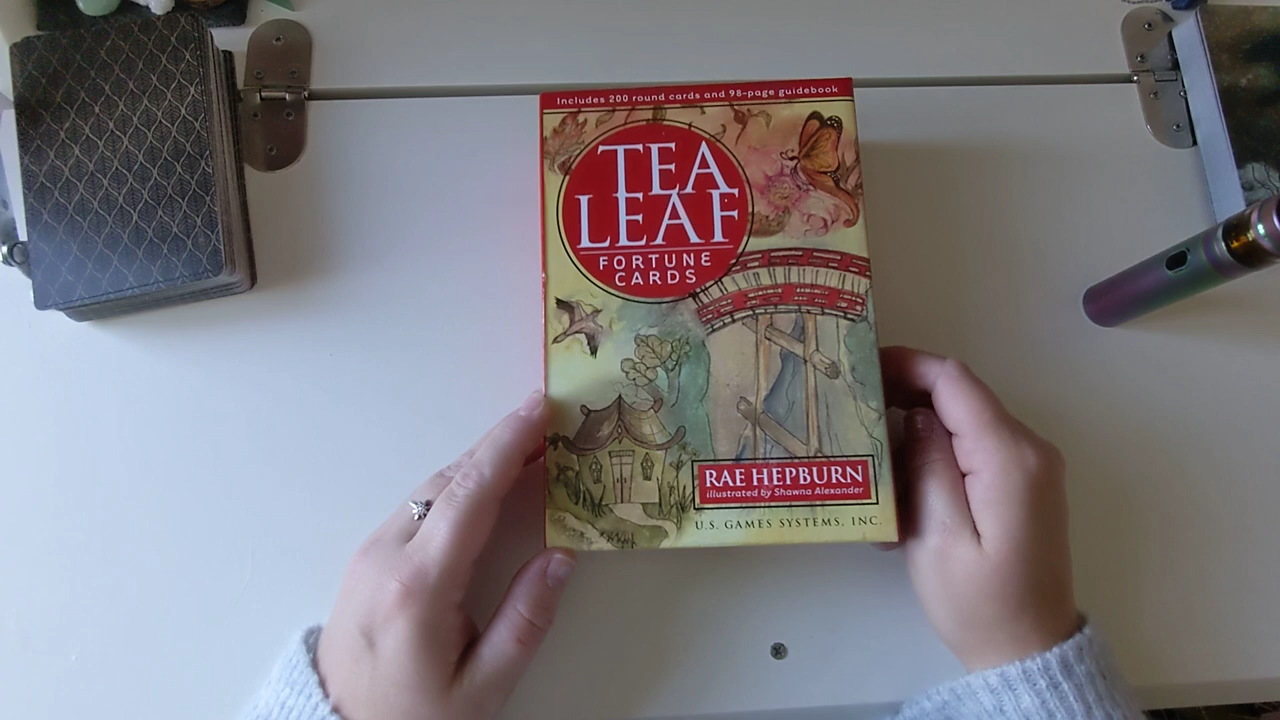 Includes 200 round cards and 98-page guidebook
TEA
LEAF
FORTUNE
CARDS
RAE HEPBURN
illustrated by Shawna Alexander
U.S. GAMES SYSTEMS, INC.